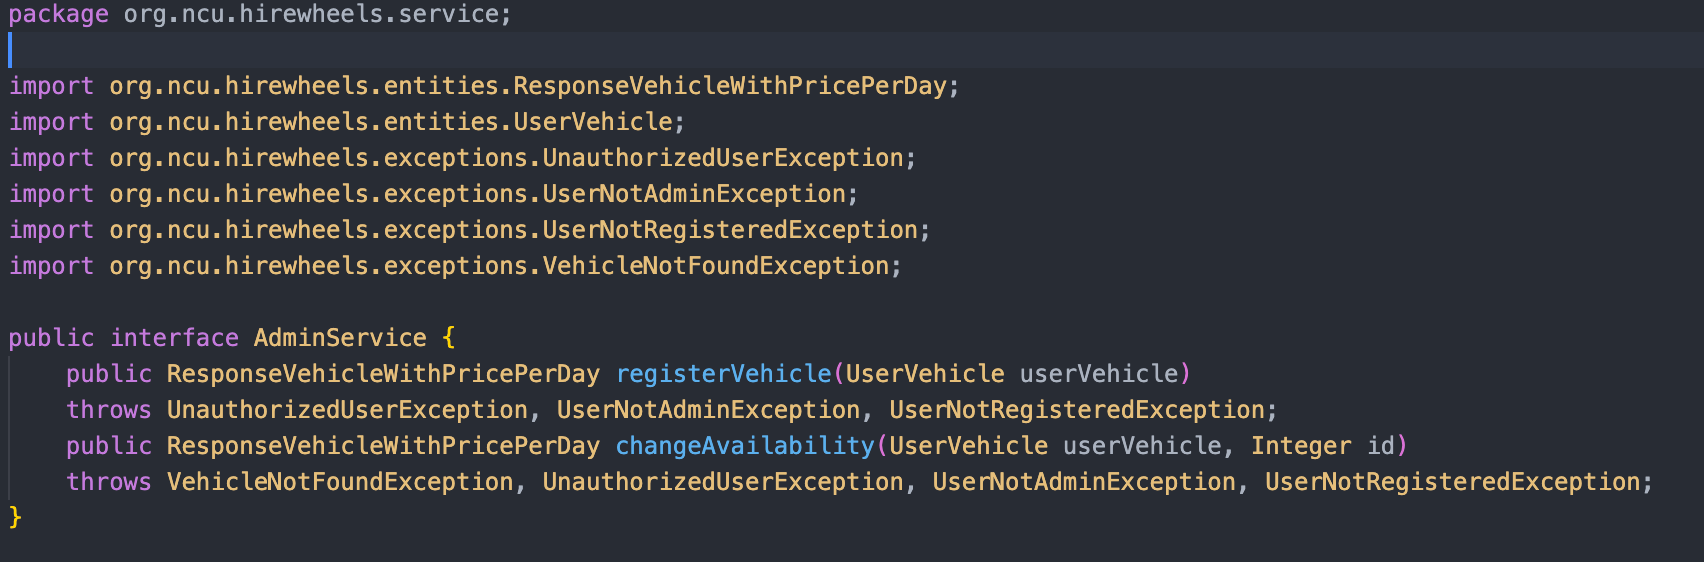 package org.ncu.hirewheels.service;
import org.ncu.hirewheels.entities.ResponseVehicleWithPricePerDay;
import org.ncu.hirewheels.entities.UserVehicle;
import org.ncu.hirewheels.exceptions.UnauthorizedUserException;
import org.ncu.hirewheels.exceptions.UserNotAdminException;
import org.ncu.hirewheels.exceptions.UserNotRegisteredException;
import org.ncu.hirewheels.exceptions.VehicleNotFoundException;
public interface AdminService {
    public ResponseVehicleWithPricePerDay registerVehicle(UserVehicle userVehicle)
    throws UnauthorizedUserException, UserNotAdminException, UserNotRegisteredException;
    public ResponseVehicleWithPricePerDay changeAvailability(UserVehicle userVehicle, Integer id)
    throws VehicleNotFoundException, UnauthorizedUserException, UserNotAdminException, UserNotRegisteredException;
}